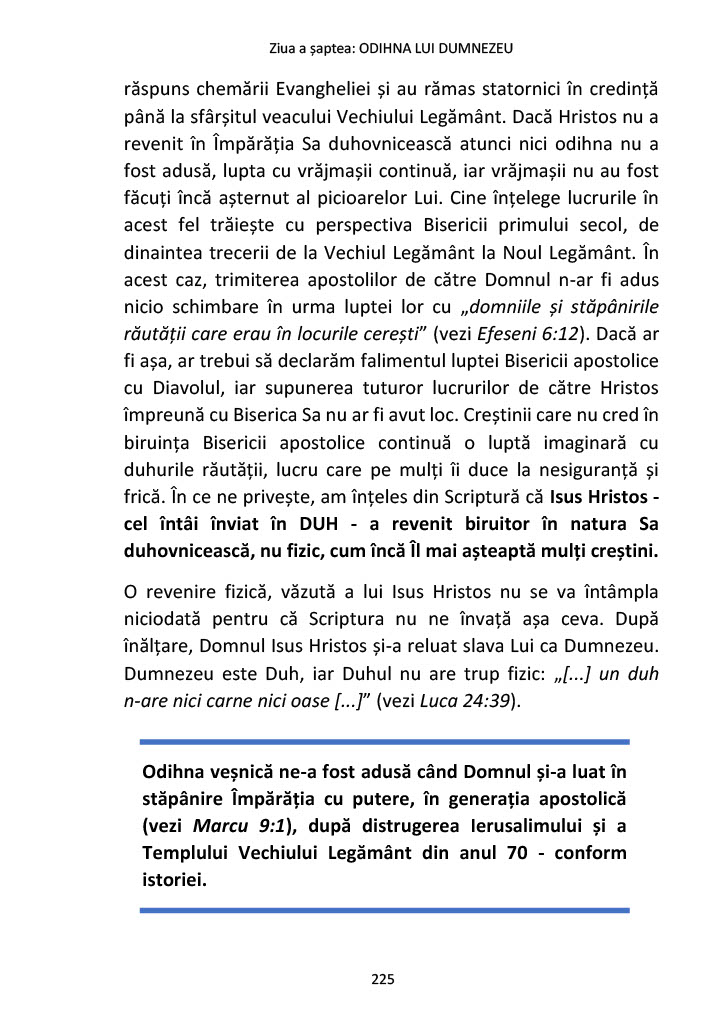 Ziua a șaptea: ODIHNA LUI DUMNEZEU
răspuns chemării Evangheliei și au rămas statornici în credință
până la sfârșitul veacului Vechiului Legământ. Dacă Hristos nu a
revenit în Împărăția Sa duhovnicească atunci nici odihna nu a
fost adusă, lupta cu vrăjmașii continuă, iar vrăjmașii nu au fost
făcuți încă așternut al picioarelor Lui. Cine înțelege lucrurile în
acest fel trăiește cu perspectiva Bisericii primului secol, de
dinaintea trecerii de la Vechiul Legământ la Noul Legământ. În
acest caz, trimiterea apostolilor de către Domnul n-ar fi adus
nicio schimbare în urma luptei lor cu „domniile și stăpânirile
răutății care erau în locurile cerești” (vezi Efeseni 6:12). Dacă ar
fi așa, ar trebui să declarăm falimentul luptei Bisericii apostolice
cu Diavolul, iar supunerea tuturor lucrurilor de către Hristos
împreună cu Biserica Sa nu ar fi avut loc. Creștinii care nu cred în
biruința Bisericii apostolice continuă o luptă imaginară cu
duhurile răutății, lucru care pe mulți îi duce la nesiguranță și
frică. În ce ne privește, am înțeles din Scriptură că Isus Hristos -
cel întâi înviat în DUH - a revenit biruitor în natura Sa
duhovnicească, nu fizic, cum încă Îl mai așteaptă mulți creștini.
O revenire fizică, văzută a lui Isus Hristos nu se va întâmpla
niciodată pentru că Scriptura nu ne învață așa ceva. După
înălțare, Domnul Isus Hristos și-a reluat slava Lui ca Dumnezeu.
Dumnezeu este Duh, iar Duhul nu are trup fizic: „[...] un duh
n-are nici carne nici oase [...]” (vezi Luca 24:39).
Odihna veșnică ne-a fost adusă când Domnul și-a luat în
stăpânire Împărăția cu putere, în generația apostolică
(vezi Marcu 9:1), după distrugerea Ierusalimului și a
Templului Vechiului Legământ din anul 70 - conform
istoriei.
225